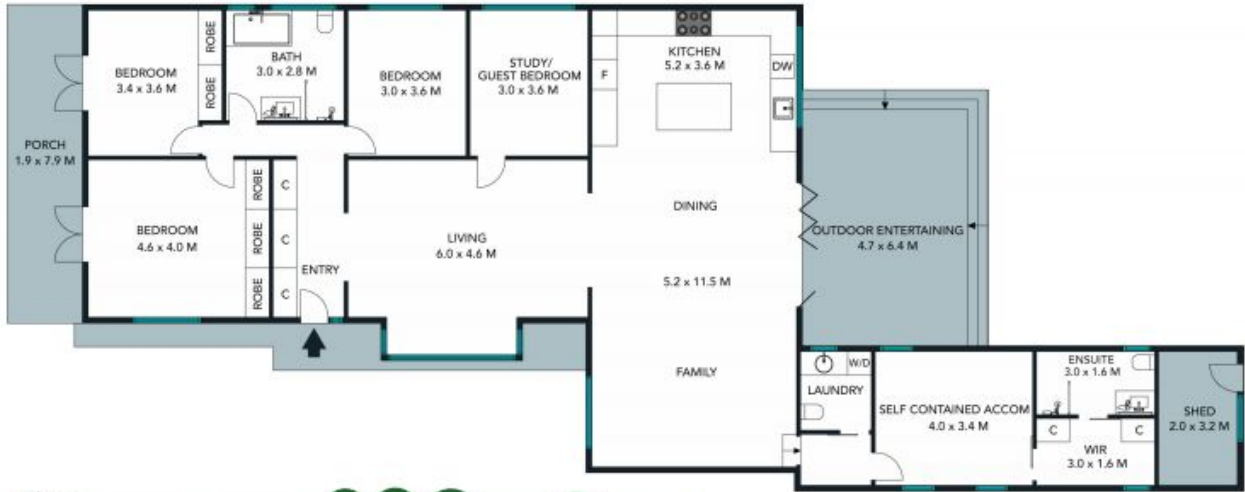 PORCH
1.9 x 7.9 M
BEDROOM
3.4 x 3.6 M
ROBE
ROBE
BATH
3.0 x 2.8 M
BEDROOM
3.0 x 3.6 M
STUDY/
GUEST BEDROOM
3.0 x 3.6 M
KITCHEN
5.2 x 3.6 M
F
DW
BEDROOM
4.6 x 4.0 M
ROBE
ROBE
ROBE
C
C
C
ENTRY
LIVING
6.0 x 4.6 M
DINING
5.2 x 11.5 M
FAMILY
OUTDOOR ENTERTAINING
4.7 x 6.4 M
W/D
LAUNDRY
SELF CONTAINED ACCOM
4.0 x 3.4 M
ENSUITE
3.0 x 1.6 M
C
C
WIR
3.0 x 1.6 M
SHED
2.0 x 3.2 M